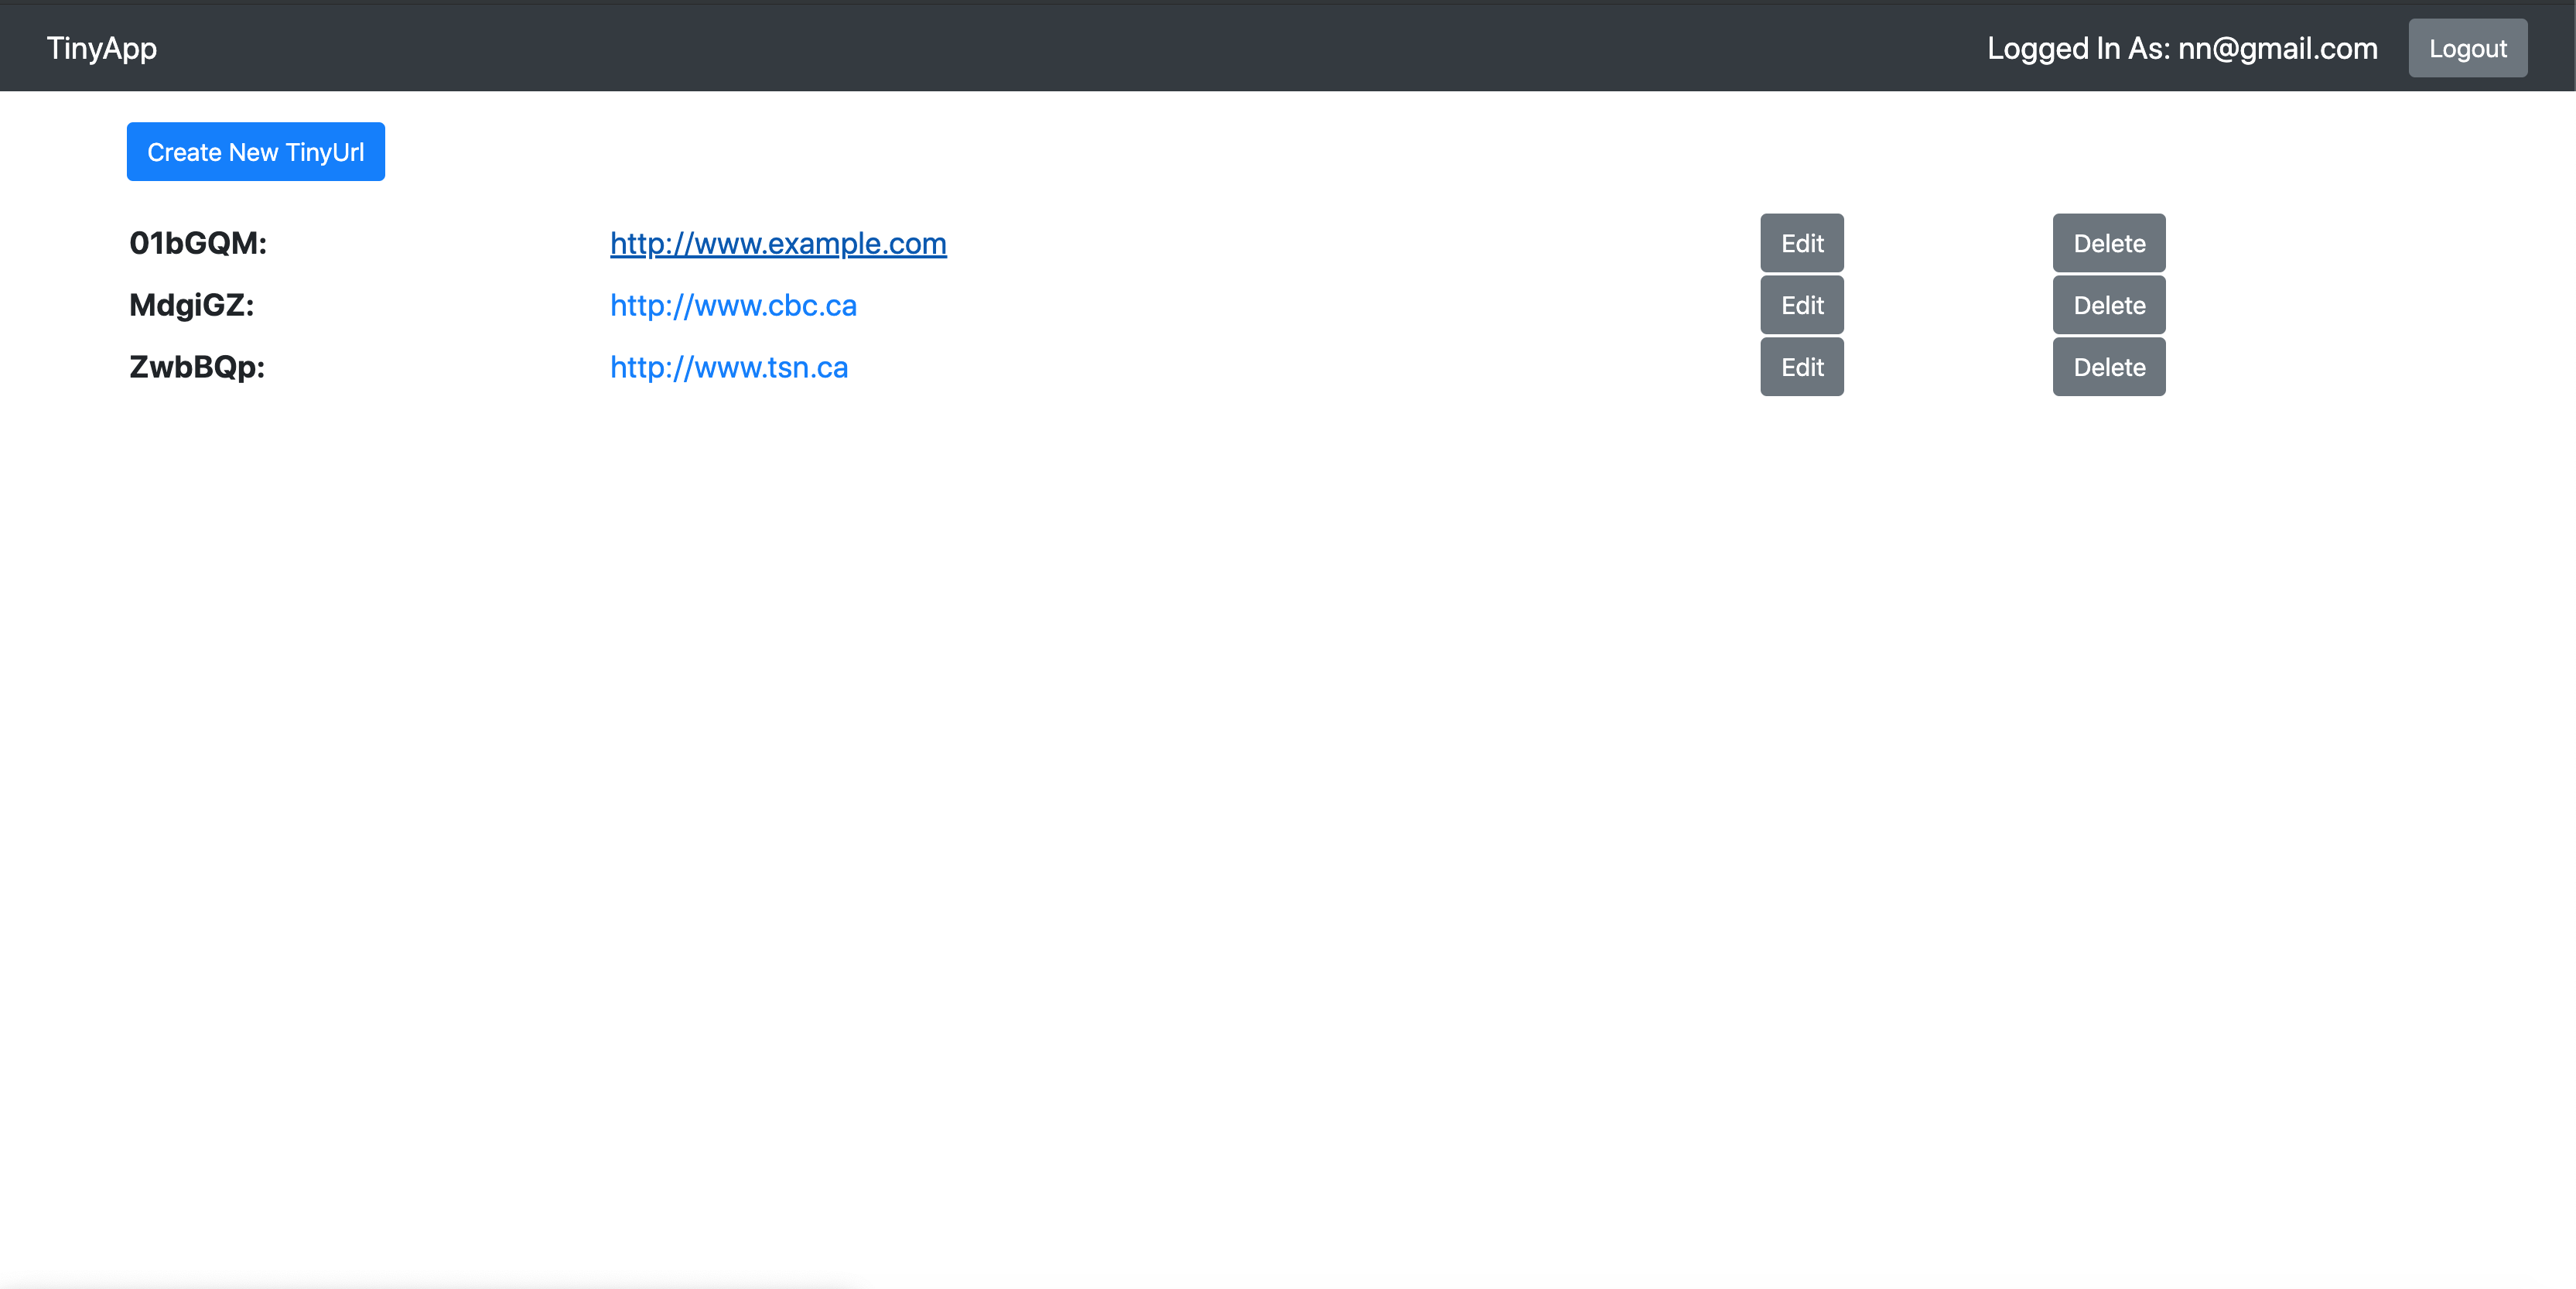 TinyApp Logged In As: nn@gmail.com Logout
Create New TinyUrl
01bGQM: http://www.example.com Edit Delete
MdgiGZ: http://www.cbc.ca Edit Delete
ZwbBQp: http://www.tsn.ca Edit Delete